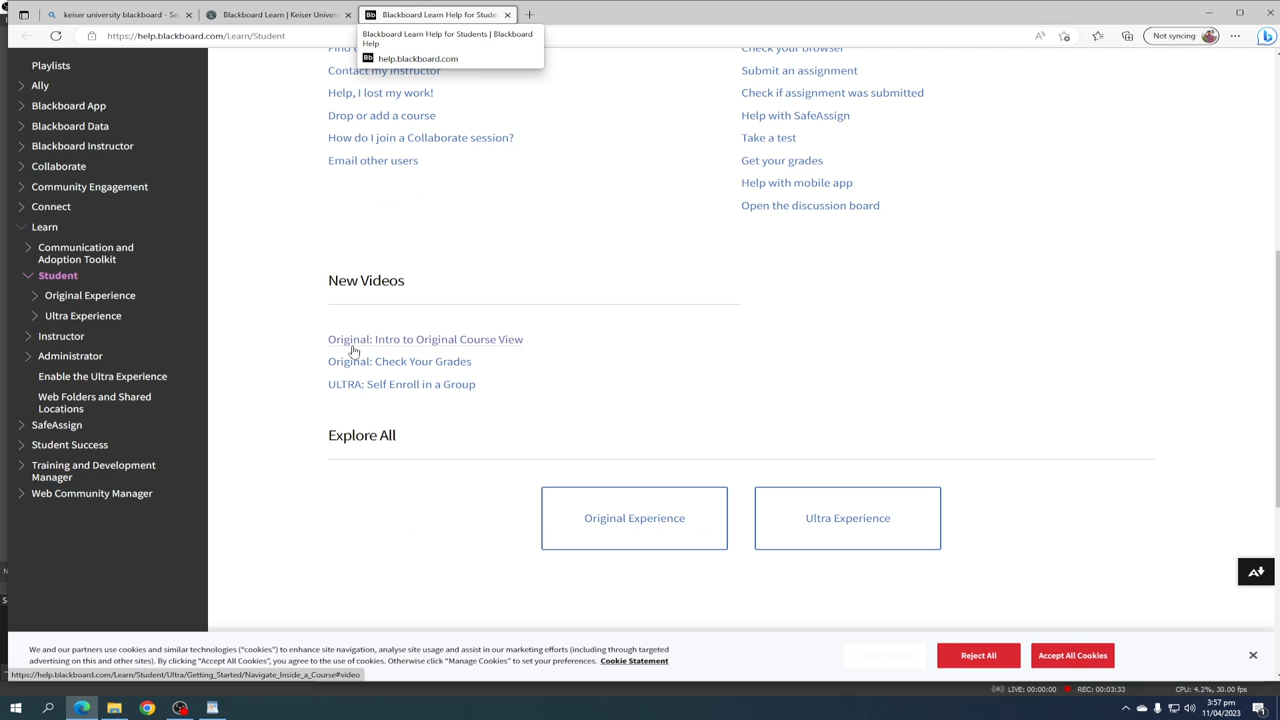 keiser university blackboard - Se
Blackboard Learn | Keiser Univers
Blackboard Learn Help for Stude
https://help.blackboard.com/Learn/Student
Not syncing
Blackboard Learn Help for Students | Blackboard
Help
help.blackboard.com
Playlists
Ally
Blackboard App
Blackboard Data
Blackboard Instructor
Collaborate
Community Engagement
Connect
Learn
Communication and
Adoption Toolkit
Student
Original Experience
Ultra Experience
Instructor
Administrator
Enable the Ultra Experience
Web Folders and Shared
Locations
SafeAssign
Student Success
Training and Development
Manager
Web Community Manager
Contact my instructor
Help, I lost my work!
Drop or add a course
How do I join a Collaborate session?
Email other users
Check your browser
Submit an assignment
Check if assignment was submitted
Help with SafeAssign
Take a test
Get your grades
Help with mobile app
Open the discussion board
New Videos
Original: Intro to Original Course View
Original: Check Your Grades
ULTRA: Self Enroll in a Group
Explore All
Original Experience
Ultra Experience
We and our partners use cookies and similar technologies (“cookies”) to enhance site navigation, analyse site usage and assist in our marketing efforts (including through targeted
advertising on this and other sites). By clicking “Accept All Cookies”, you agree to the use of cookies. Otherwise click “Manage Cookies” to set your preferences. Cookie Statement
Reject All
Accept All Cookies
https://help.blackboard.com/Learn/Student/Ultra/Getting_Started/Navigate_Inside_a_Course#video
LIVE: 00:00:00
REC: 00:03:33
CPU: 4.2%, 30.00 fps
3:57 pm
11/04/2023